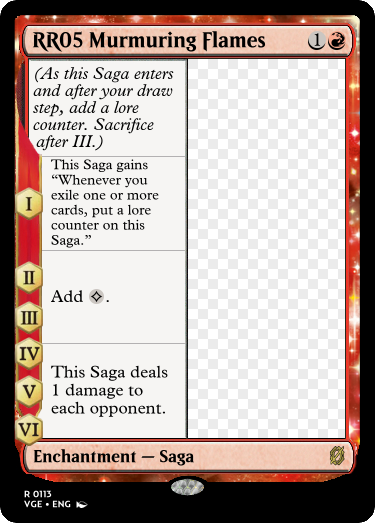 RR05 Murmuring Flames 1
(As this Saga enters
and after your draw
step, add a lore
counter. Sacrifice
after III.)
I
This Saga gains
“Whenever you
exile one or more
cards, put a lore
counter on this
Saga.”
II
III
Add .
IV
V
VI
This Saga deals
1 damage to
each opponent.
Enchantment — Saga
R 0113
VGE • ENG